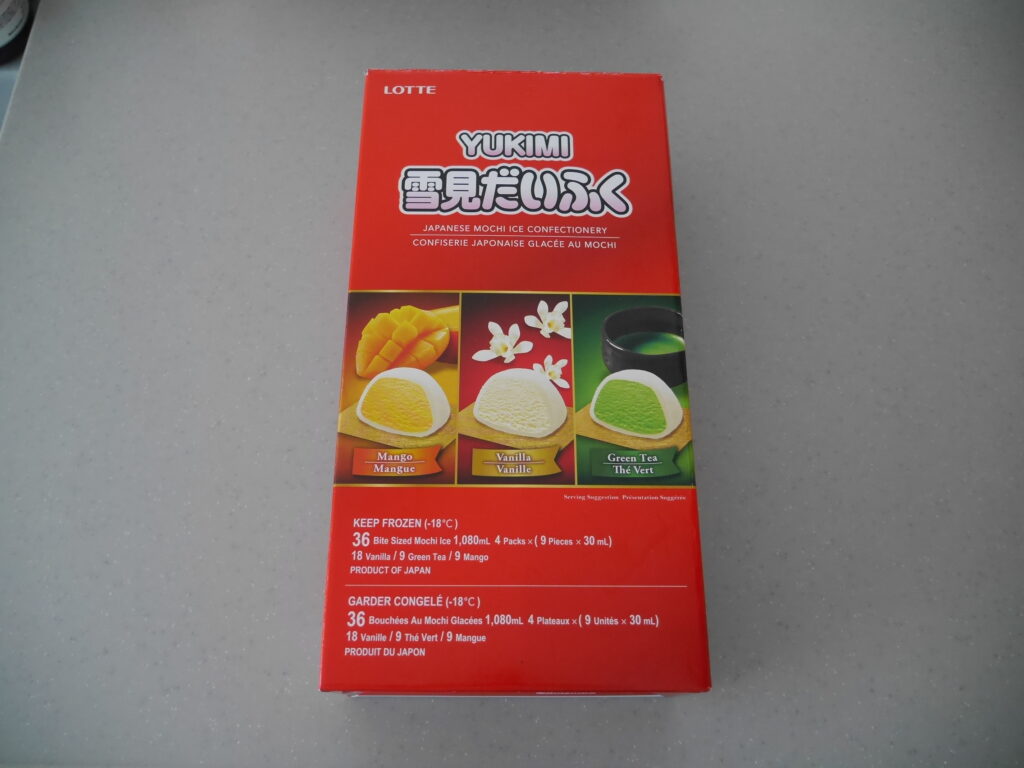 LOTTE
YUKIMI
雪見だいふく
JAPANESE MOCHI ICE CONFECTIONERY
CONFISERIE JAPONAISE GLACÉE AU MOCHI
Mango
Mangue
Vanilla
Vanille
Green Tea
Thé Vert
Serving Suggestion Présentation Suggérée
KEEP FROZEN (-18℃)
36 Bite Sized Mochi Ice 1,080mL 4 Packs × ( 9 Pieces × 30 mL)
18 Vanilla / 9 Green Tea / 9 Mango
PRODUCT OF JAPAN
GARDER CONGELÉ (-18℃)
36 Bouchées Au Mochi Glacées 1,080mL 4 Plateaux × ( 9 Unités × 30 mL)
18 Vanille / 9 Thé Vert / 9 Mangue
PRODUIT DU JAPON